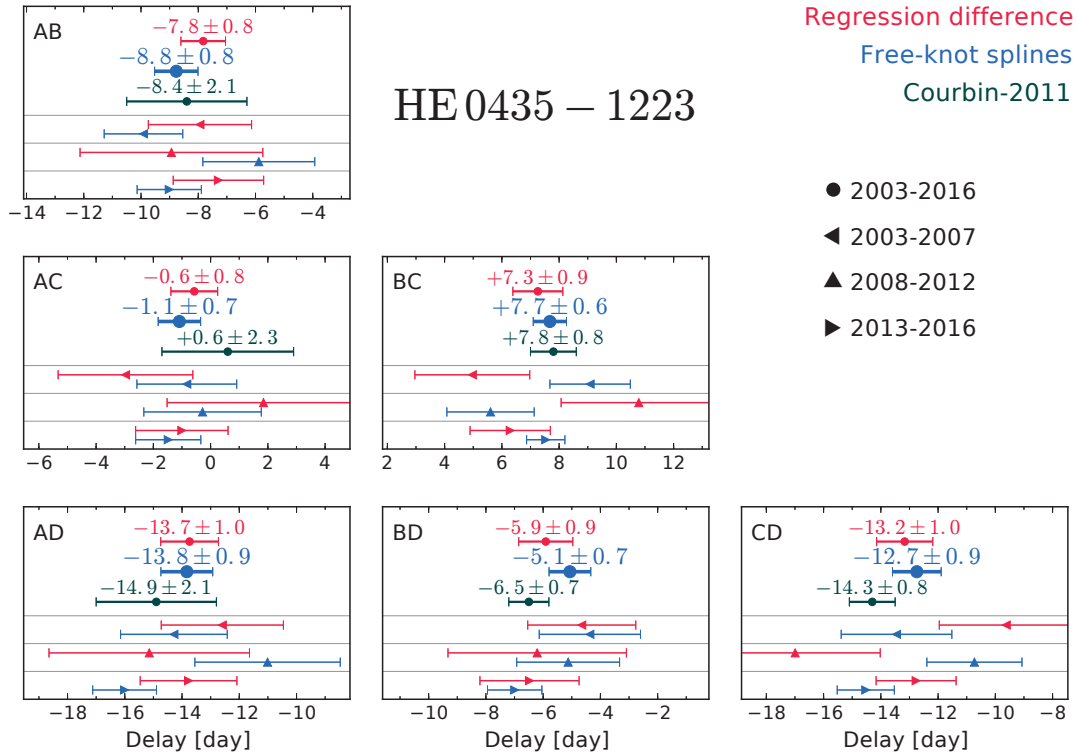 AB
−7.8±0.8
−8.8±0.8
−8.4±2.1
−14 −12 −10 −8 −6 −4
HE 0435 − 1223
Regression difference
Free-knot splines
Courbin-2011
2003-2016
2003-2007
2008-2012
2013-2016
AC
−0.6±0.8
−1.1±0.7
+0.6±2.3
−6 −4 −2 0 2 4
BC
+7.3±0.9
+7.7±0.6
+7.8±0.8
2 4 6 8 10 12
AD
−13.7±1.0
−13.8±0.9
−14.9±2.1
−18 −16 −14 −12 −10
Delay [day]
BD
−5.9±0.9
−5.1±0.7
−6.5±0.7
−10 −8 −6 −4 −2
Delay [day]
CD
−13.2±1.0
−12.7±0.9
−14.3±0.8
−18 −16 −14 −12 −10 −8
Delay [day]